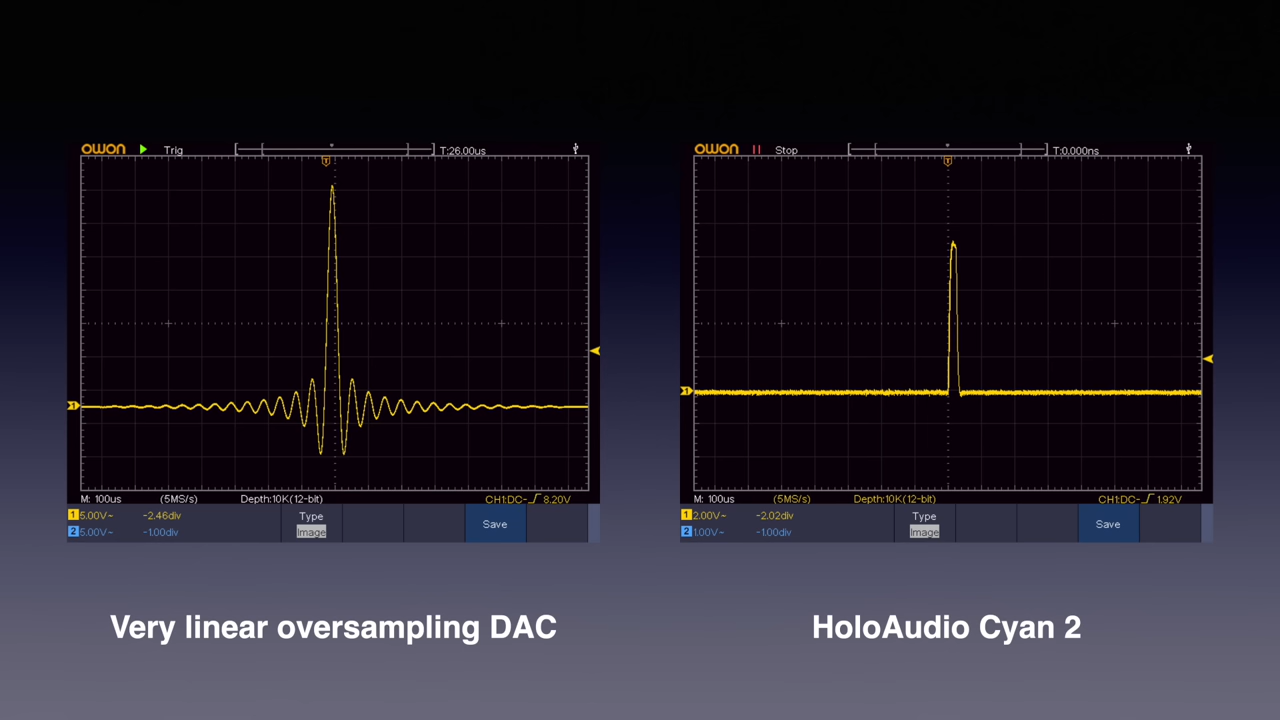 owon Trig T:26.00us
M: 100us (5MS/s) Depth:10K(12-bit) CH1:DC- 8.20V
1 5.00V~ -2.46div
2 5.00V~ -1.00div
Type
Image
Save
Very linear oversampling DAC
owon Stop T:0.000ns
M: 100us (5MS/s) Depth:10K(12-bit) CH1:DC- 1.92V
1 2.00V~ -2.02div
2 1.00V~ -1.00div
Type
Image
Save
HoloAudio Cyan 2